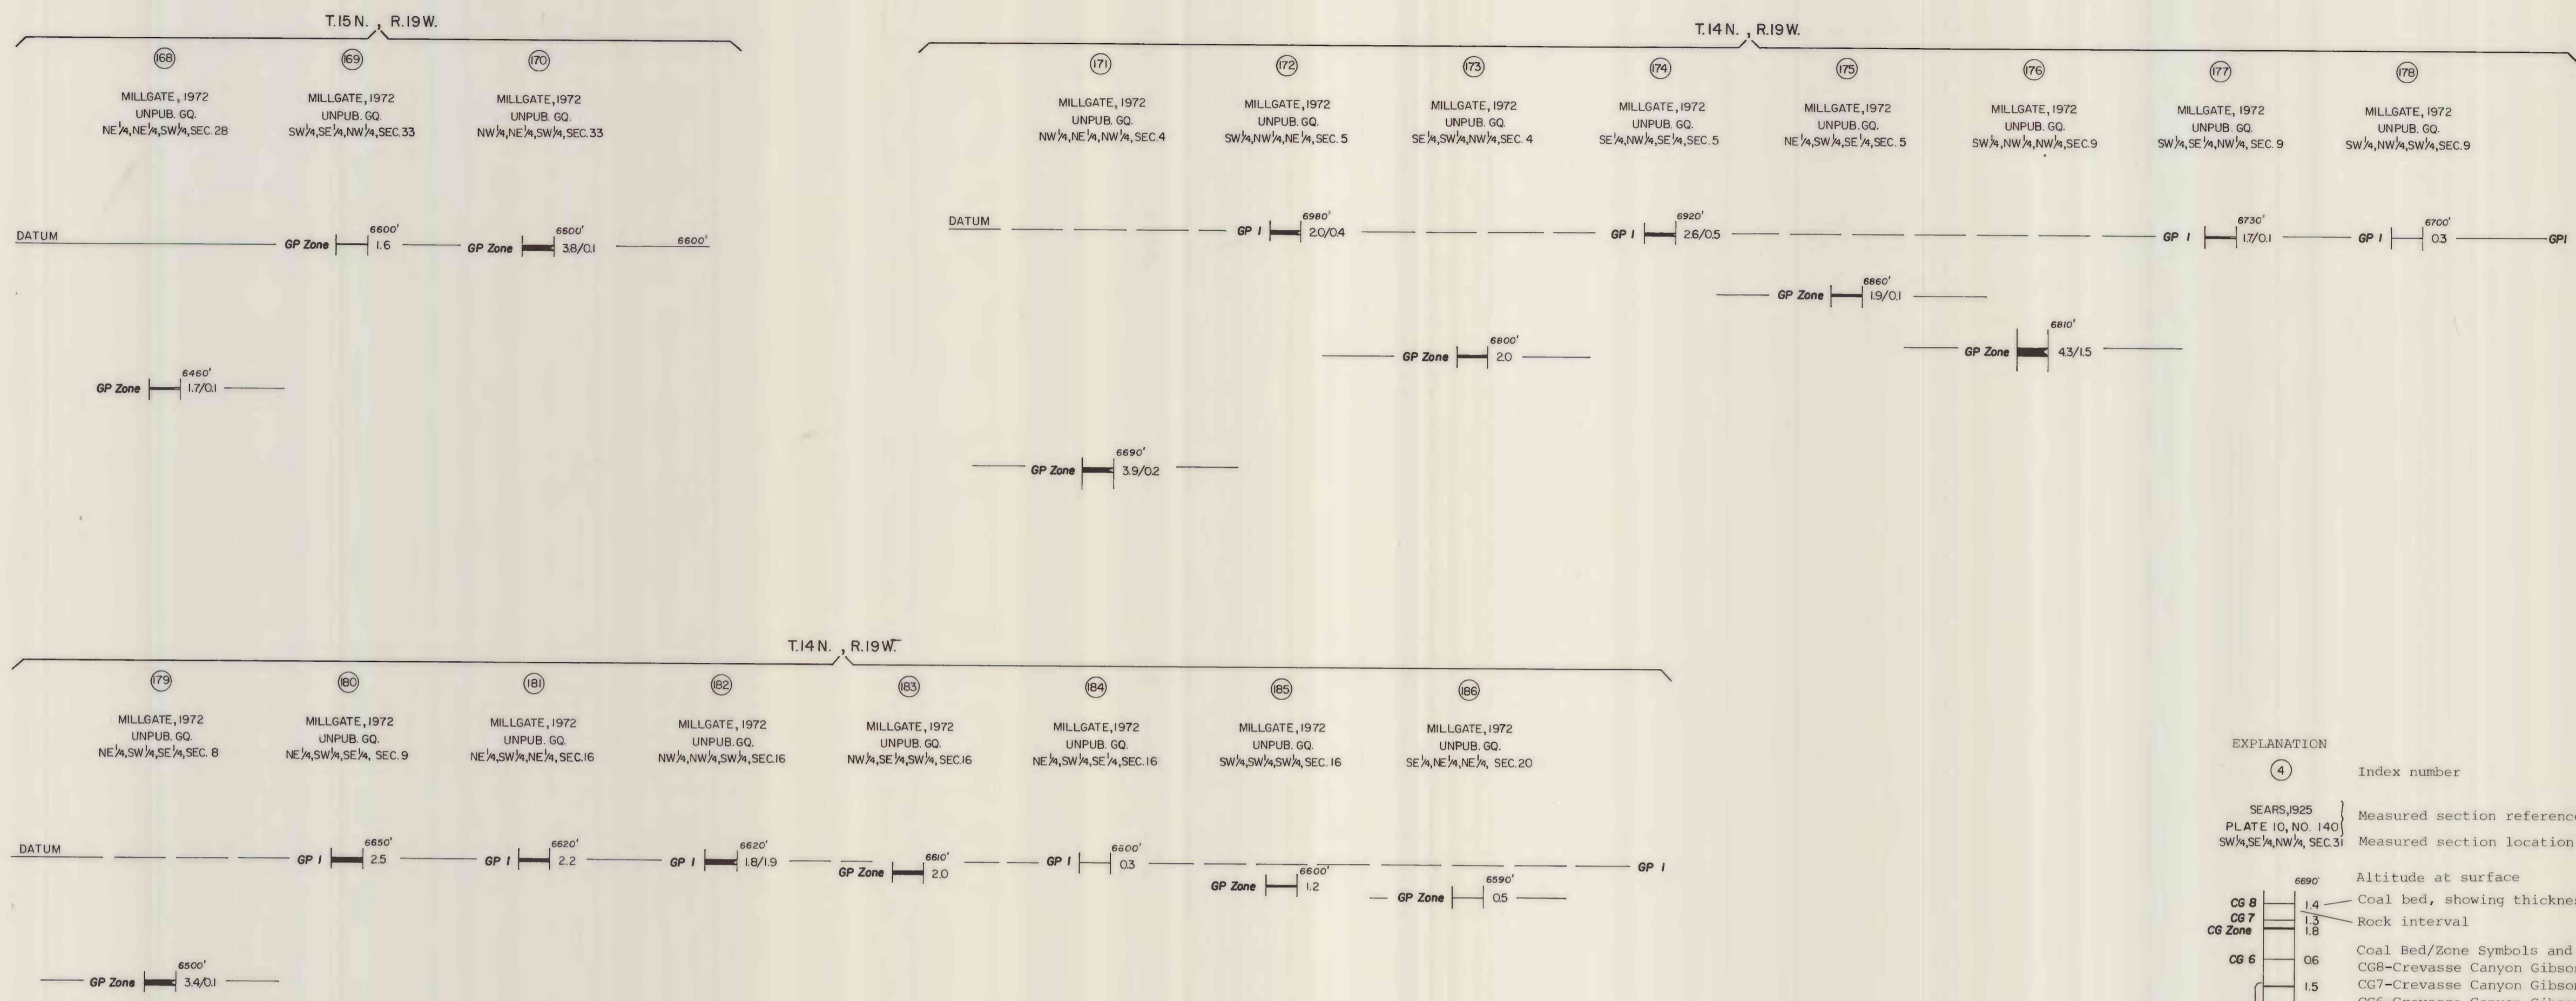 T.15 N. , R.19W.
168
MILLGATE, 1972
UNPUB. GQ.
NE¼,NE¼,SW¼,SEC.28
169
MILLGATE, 1972
UNPUB. GQ.
SW¼,SE¼,NW¼,SEC.33
170
MILLGATE, 1972
UNPUB. GQ.
NW¼,NE¼,SW¼,SEC.33
DATUM
GP Zone
6600'
1.6
GP Zone
6600'
3.8/0.1
6600'
GP Zone
6460'
1.7/0.1
T.14 N. , R.19W.
171
MILLGATE, 1972
UNPUB. GQ.
NW¼,NE¼,NW¼,SEC.4
172
MILLGATE, 1972
UNPUB. GQ.
SW¼,NW¼,NE¼,SEC.5
173
MILLGATE, 1972
UNPUB. GQ.
SE¼,SW¼,NW¼,SEC.4
174
MILLGATE, 1972
UNPUB. GQ.
SE¼,NW¼,SE¼,SEC.5
175
MILLGATE, 1972
UNPUB. GQ.
NE¼,SW¼,SE¼,SEC.5
176
MILLGATE, 1972
UNPUB. GQ.
SW¼,NW¼,NW¼,SEC.9
177
MILLGATE, 1972
UNPUB. GQ.
SW¼,SE¼,NW¼, SEC. 9
178
MILLGATE, 1972
UNPUB. GQ.
SW¼,NW¼,SW¼,SEC.9
DATUM
GP 1
6980'
2.0/0.4
GP 1
6920'
2.6/0.5
GP 1
6730'
1.7/0.1
GP 1
6700'
0.3
GP1
GP Zone
6860'
1.9/0.1
GP Zone
6800'
2.0
GP Zone
6810'
4.3/1.5
GP Zone
6690'
3.9/0.2
T.14 N. , R.19W.
179
MILLGATE, 1972
UNPUB. GQ.
NE¼,SW¼,SE¼,SEC. 8
180
MILLGATE, 1972
UNPUB. GQ.
NE¼,SW¼,SE¼, SEC. 9
181
MILLGATE, 1972
UNPUB. GQ.
NE¼,SW¼,NE¼, SEC.16
182
MILLGATE, 1972
UNPUB. GQ.
NW¼,NW¼,SW¼,SEC.16
183
MILLGATE, 1972
UNPUB. GQ.
NW¼,SE¼,SW¼, SEC.16
184
MILLGATE, 1972
UNPUB. GQ.
NE¼,SW¼,SE¼,SEC.16
185
MILLGATE, 1972
UNPUB. GQ.
SW¼,SW¼,SW¼,SEC.16
186
MILLGATE, 1972
UNPUB. GQ.
SE¼,NE¼,NE¼, SEC.20
DATUM
GP 1
6650'
2.5
GP 1
6620'
2.2
GP 1
6620'
1.8/1.9
GP Zone
6610'
2.0
GP 1
6600'
0.3
GP 1
GP Zone
6600'
1.2
GP Zone
6590'
0.5
GP Zone
6500'
3.4/0.1
EXPLANATION
4
Index number
SEARS,1925
PLATE 10, NO. 140
Measured section reference
SW¼,SE¼,NW¼, SEC.31
Measured section location
6690'
Altitude at surface
CG 8
1.4
Coal bed, showing
CG 7
1.3
Rock interval
CG Zone
1.8
Coal Bed/Zone Symbols and
CG 6
0.6
CG8-Crevasse Canyon
1.5
CG7-Crevasse Canyon